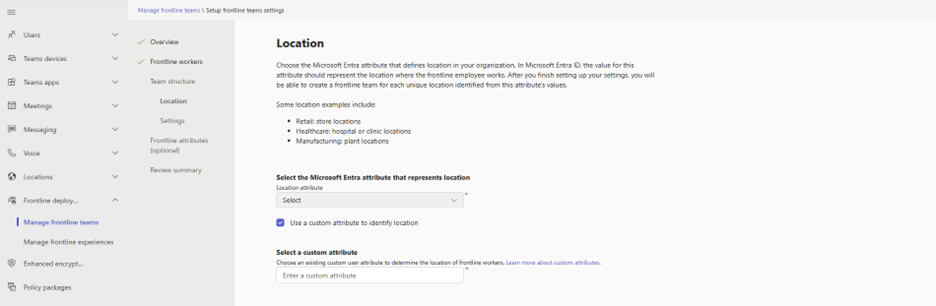 Manage frontline teams \ Setup frontline teams settings
Users
Teams devices
Teams apps
Meetings
Messaging
Voice
Locations
Frontline deploy...
Manage frontline teams
Manage frontline experiences
Enhanced encrypt...
Policy packages
Overview
Frontline workers
Team structure
Location
Settings
Frontline attributes
(optional)
Review summary
Location
Choose the Microsoft Entra attribute that defines location in your organization. In Microsoft Entra ID, the value for this
attribute should represent the location where the frontline employee works. After you finish setting up your settings, you will
be able to create a frontline team for each unique location identified from this attribute's values.
Some location examples include:
• Retail: store locations
• Healthcare: hospital or clinic locations
• Manufacturing: plant locations
Select the Microsoft Entra attribute that represents location
Location attribute
Select *
Use a custom attribute to identify location
Select a custom attribute
Choose an existing custom user attribute to determine the location of frontline workers. Learn more about custom attributes.
Enter a custom attribute *